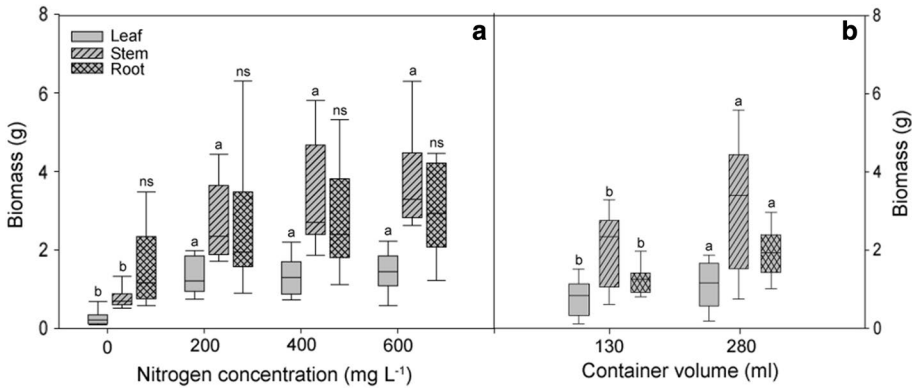 8
6
4
2
0
Biomass (g)
Leaf
Stem
Root
a
b
b
ns
a
a
ns
a
a
ns
a
a
ns
0
200
400
600
Nitrogen concentration (mg L⁻¹)
b
b
b
b
a
a
a
130
280
Container volume (ml)
8
6
4
2
0
Biomass (g)